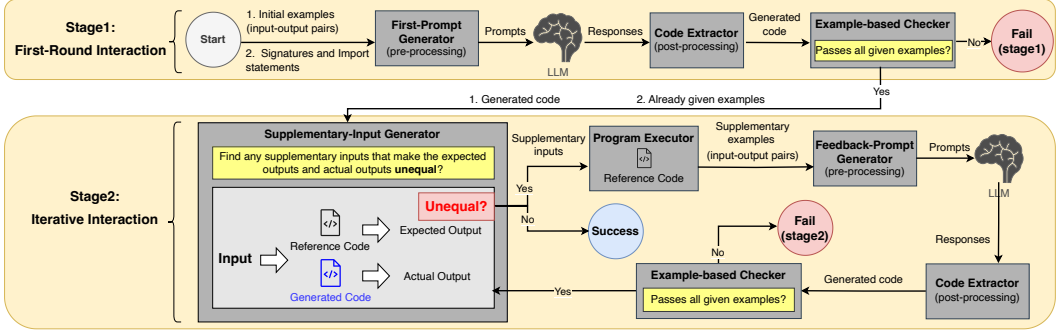 Stage1:
First-Round Interaction
Start
1. Initial examples
(input-output pairs)
2. Signatures and Import
statements
First-Prompt
Generator
(pre-processing)
Prompts
LLM
Responses
Code Extractor
(post-processing)
Generated
code
Example-based Checker
Passes all given examples?
No
Fail
(stage1)
Yes
1. Generated code
2. Already given examples
Stage2:
Iterative Interaction
Supplementary-Input Generator
Find any supplementary inputs that make the expected
outputs and actual outputs unequal?
Unequal?
Input
</>
Reference Code
Expected Output
</>
Generated Code
Actual Output
Supplementary
inputs
Yes
No
Success
Program Executor
</>
Reference Code
Supplementary
examples
(input-output pairs)
Feedback-Prompt
Generator
(pre-processing)
Prompts
LLM
Responses
Code Extractor
(post-processing)
Generated code
Example-based Checker
Passes all given examples?
No
Fail
(stage2)
Yes